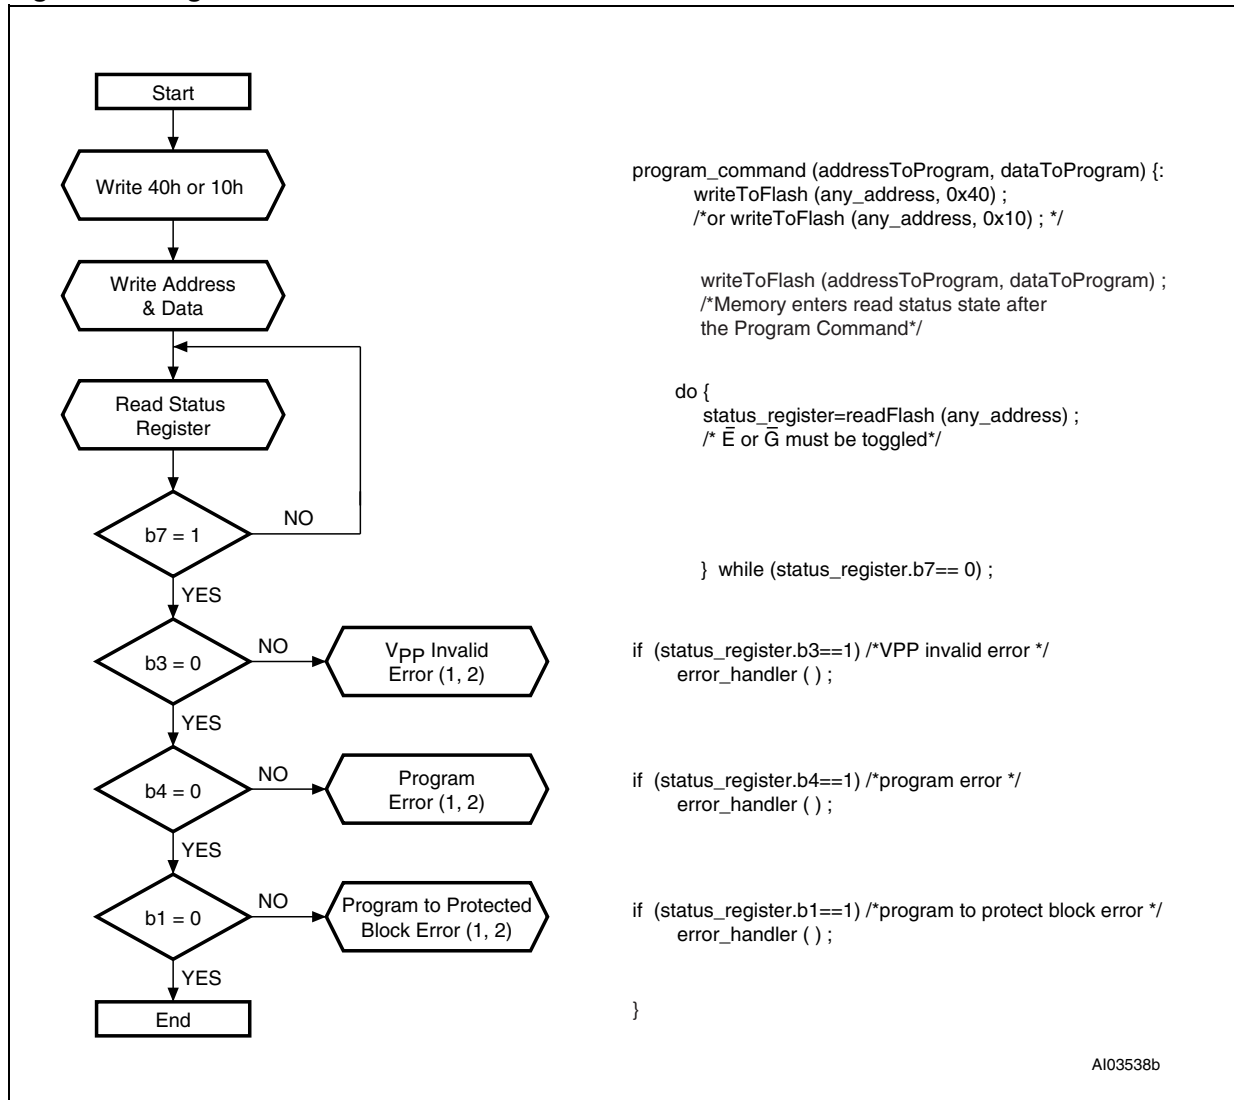 Start
Write 40h or 10h
Write Address
& Data
Read Status
Register
b7 = 1
NO
YES
b3 = 0
NO
VPP Invalid
Error (1, 2)
YES
b4 = 0
NO
Program
Error (1, 2)
YES
b1 = 0
NO
Program to Protected
Block Error (1, 2)
YES
End
program_command (addressToProgram, dataToProgram) {:
writeToFlash (any_address, 0x40) ;
/*or writeToFlash (any_address, 0x10) ; */
writeToFlash (addressToProgram, dataToProgram) ;
/*Memory enters read status state after
the Program Command*/
do {
status_register=readFlash (any_address) ;
/* E̅ or G̅ must be toggled*/
} while (status_register.b7== 0) ;
if (status_register.b3==1) /*VPP invalid error */
error_handler ( ) ;
if (status_register.b4==1) /*program error */
error_handler ( ) ;
if (status_register.b1==1) /*program to protect block error */
error_handler ( ) ;
}
AI03538b